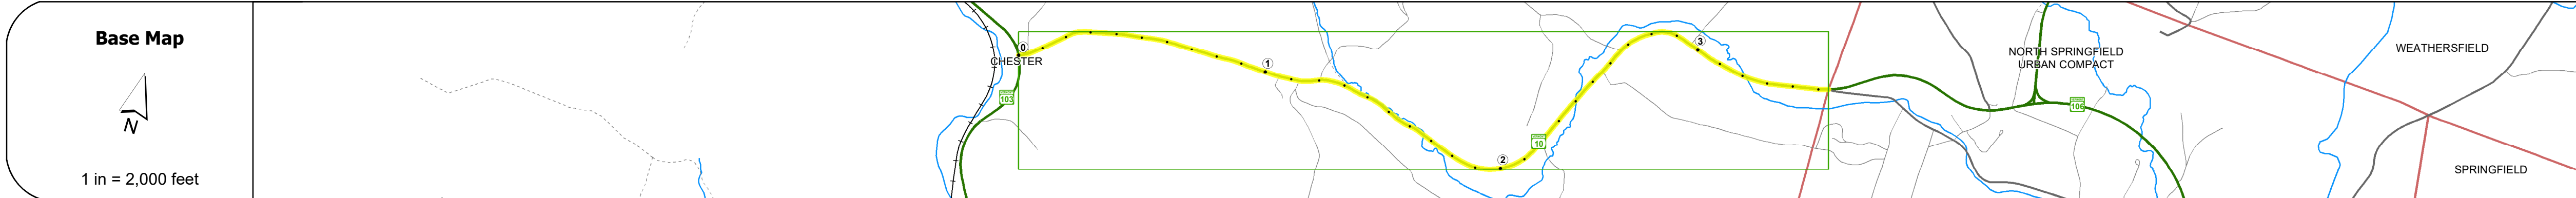 Base Map
N
1 in = 2,000 feet
0
CHESTER
103
1
2
10
3
NORTH SPRINGFIELD
URBAN COMPACT
106
WEATHERSFIELD
SPRINGFIELD